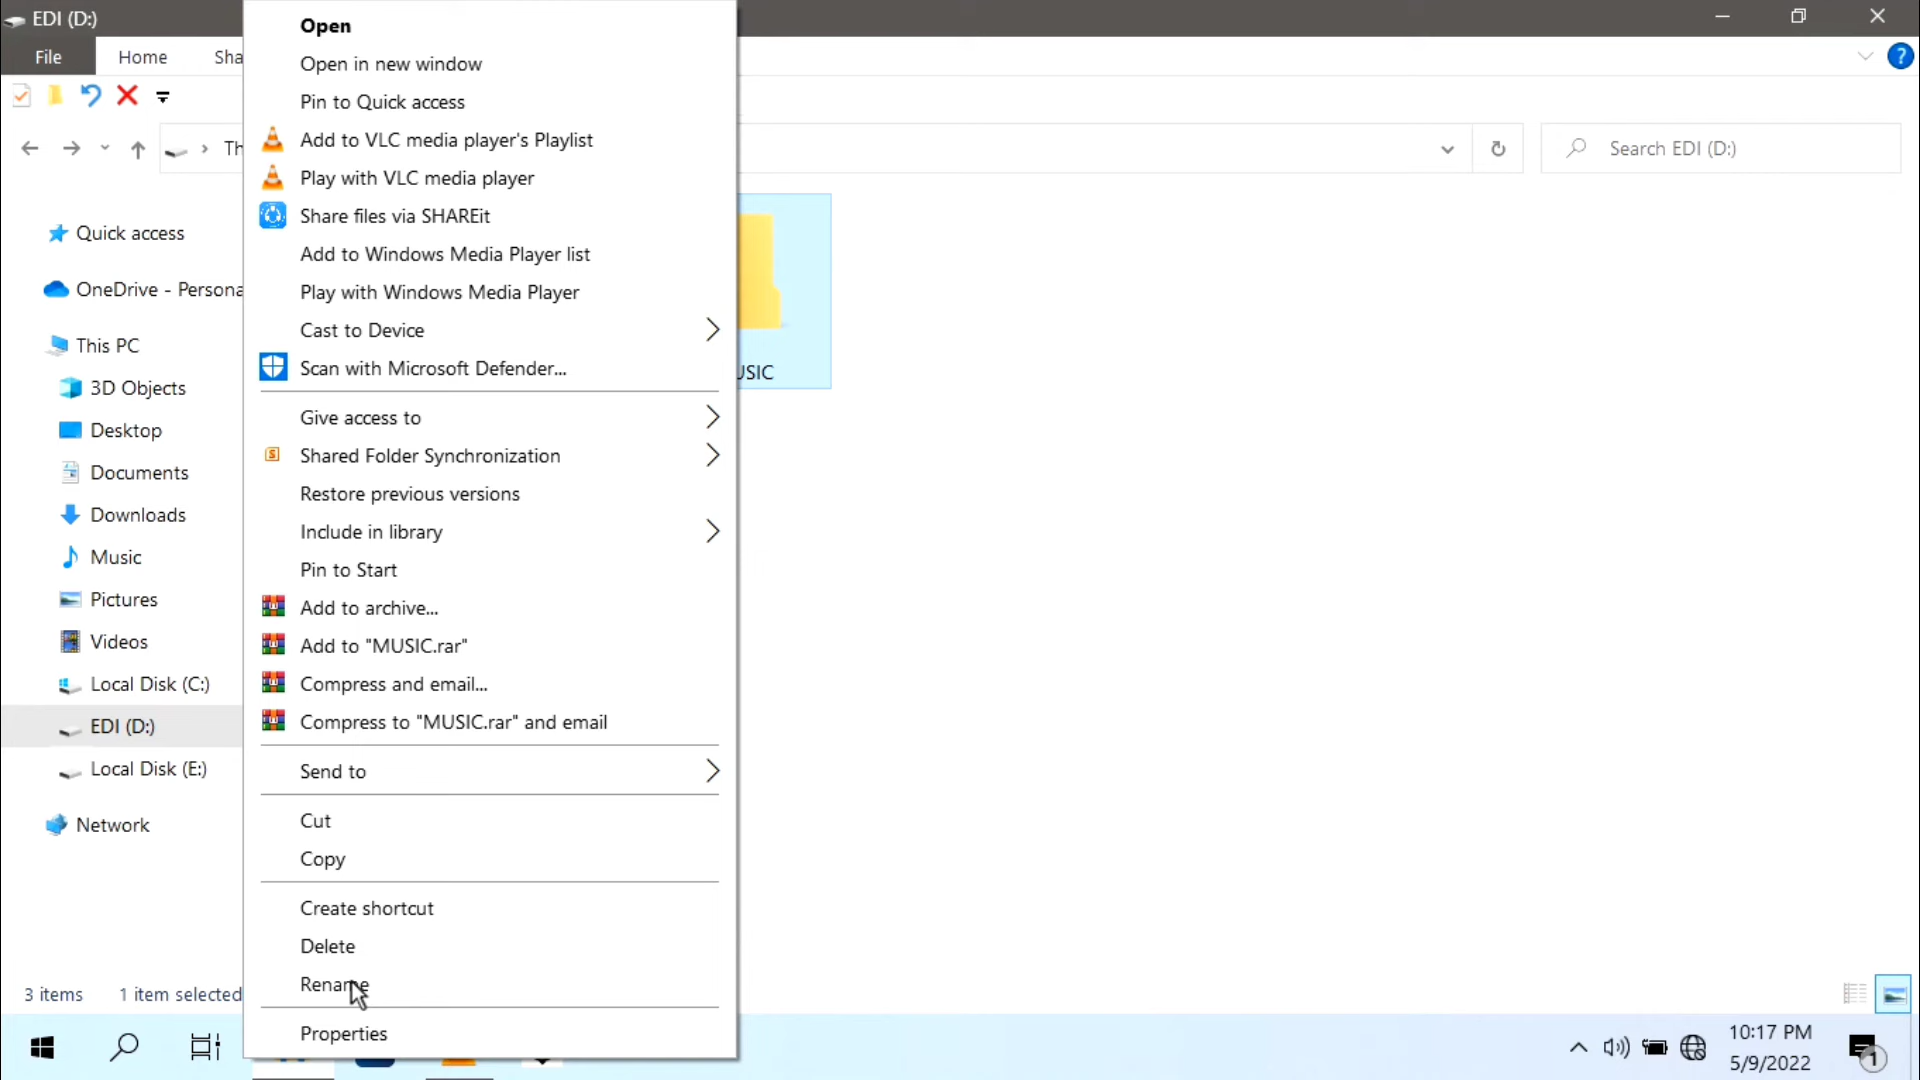 EDI (D:)
File
Home
Sha
?
Th
Search EDI (D:)
Quick access
OneDrive - Persona
This PC
3D Objects
Desktop
Documents
Downloads
Music
Pictures
Videos
Local Disk (C:)
EDI (D:)
Local Disk (E:)
Network
Open
Open in new window
Pin to Quick access
Add to VLC media player's Playlist
Play with VLC media player
Share files via SHAREit
Add to Windows Media Player list
Play with Windows Media Player
Cast to Device
Scan with Microsoft Defender...
Give access to
S
Shared Folder Synchronization
Restore previous versions
Include in library
Pin to Start
Add to archive...
Add to "MUSIC.rar"
Compress and email...
Compress to "MUSIC.rar" and email
Send to
Cut
Copy
Create shortcut
Delete
Rename
Properties
USIC
3 items 1 item selected
10:17 PM
5/9/2022
1